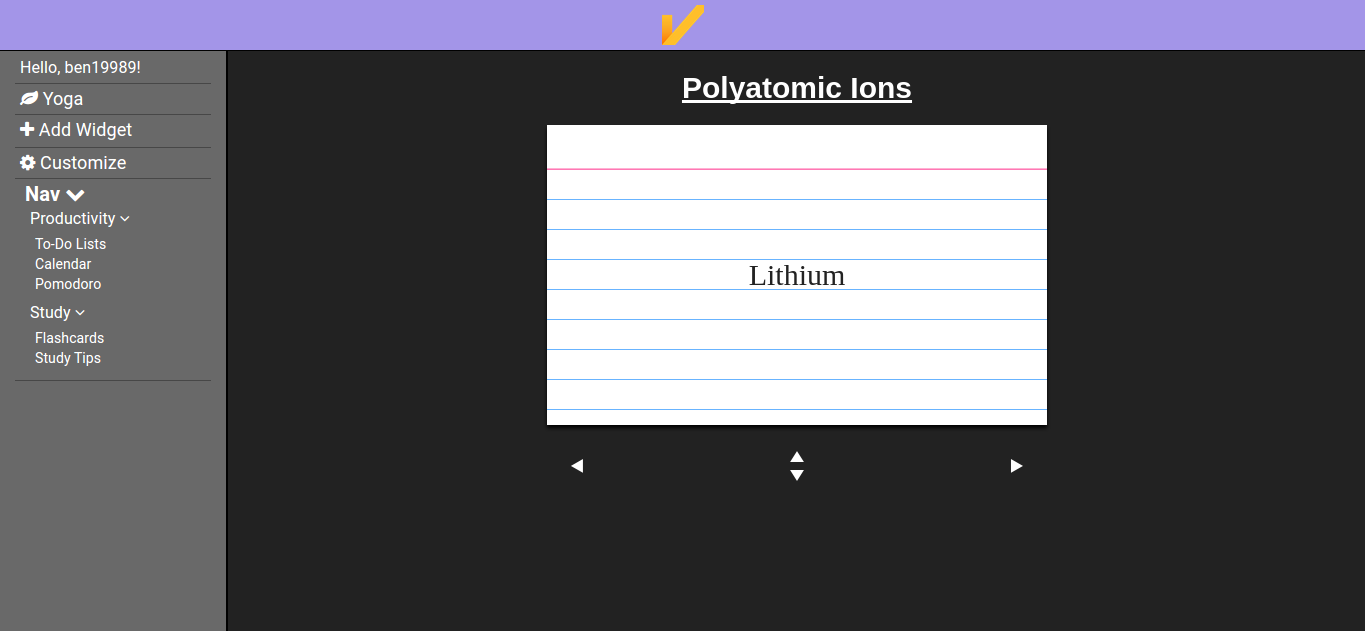 Hello, ben19989!
Yoga
Add Widget
Customize
Nav
Productivity
To-Do Lists
Calendar
Pomodoro
Study
Flashcards
Study Tips
Polyatomic Ions
Lithium